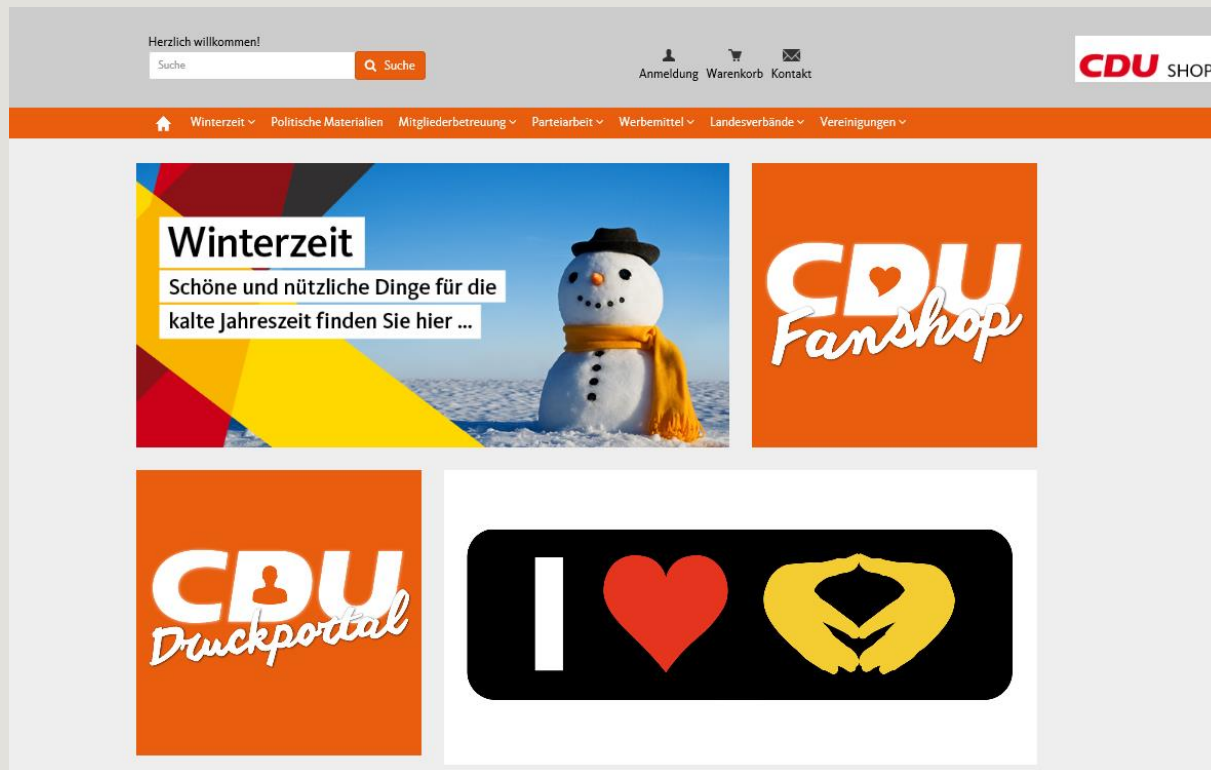 Herzlich willkommen!
Suche
Suche
Anmeldung Warenkorb Kontakt
CDU SHOP
Winterzeit Politische Materialien Mitgliederbetreuung Parteiarbeit Werbemittel Landesverbände Vereinigungen
Winterzeit
Schöne und nützliche Dinge für die
kalte Jahreszeit finden Sie hier ...
CDU
Fanshop
CDU
Druckportal
I